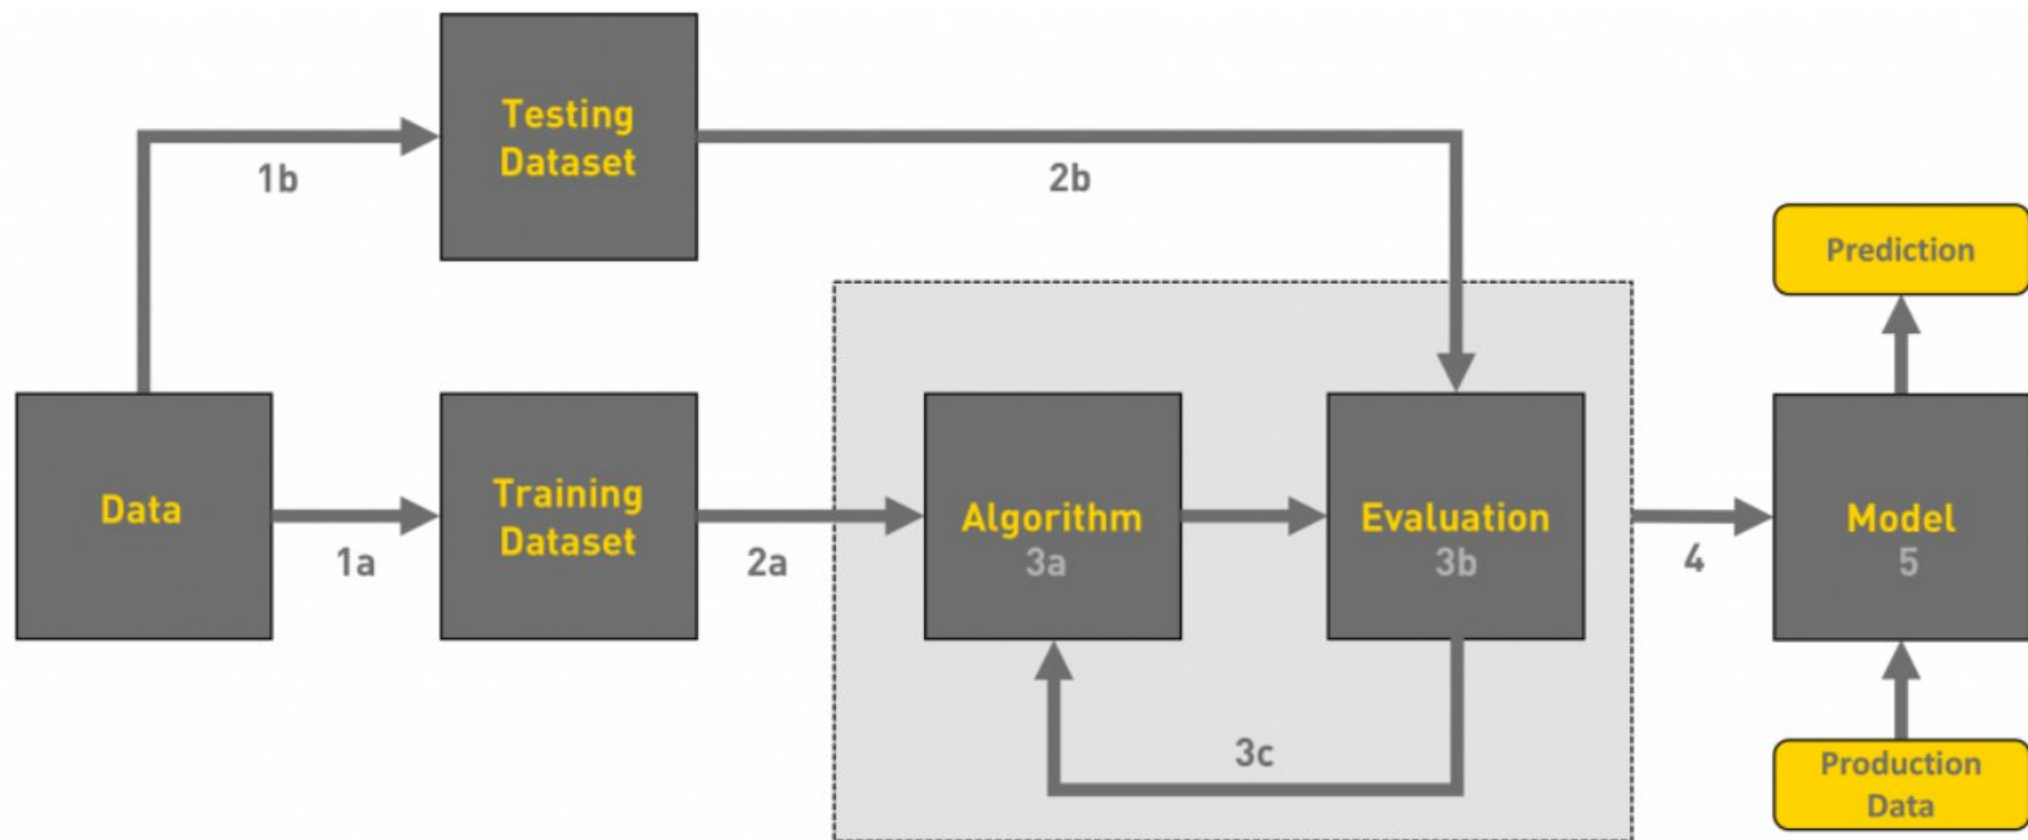 Testing
Dataset
1b
2b
Prediction
Data
Training
Dataset
Algorithm
3a
Evaluation
3b
Model
5
1a
2a
4
3c
Production
Data